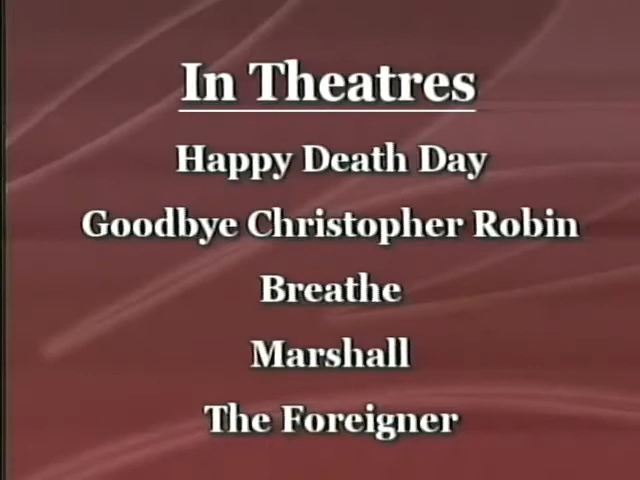 In Theatres
Happy Death Day
Goodbye Christopher Robin
Breathe
Marshall
The Foreigner